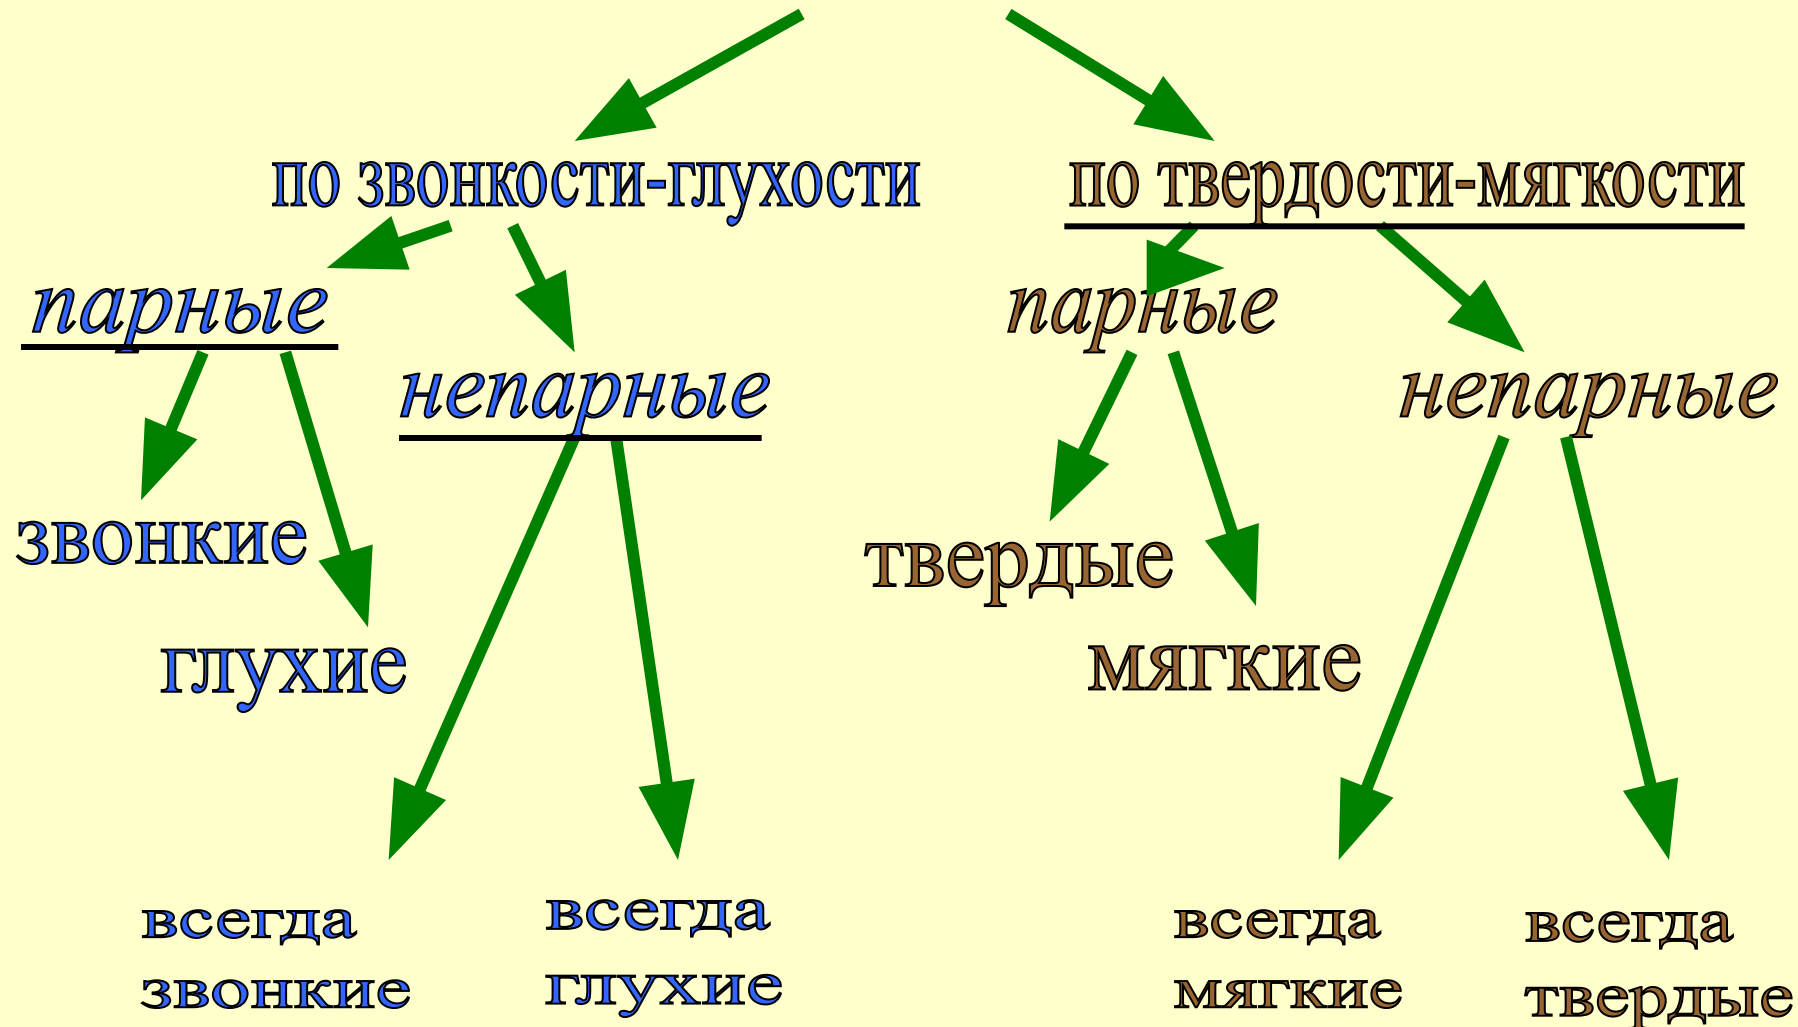 по звонкости-глухости
по твердости-мягкости
парные
непарные
парные
непарные
звонкие
глухие
твердые
мягкие
всегда
звонкие
всегда
глухие
всегда
мягкие
всегда
твердые